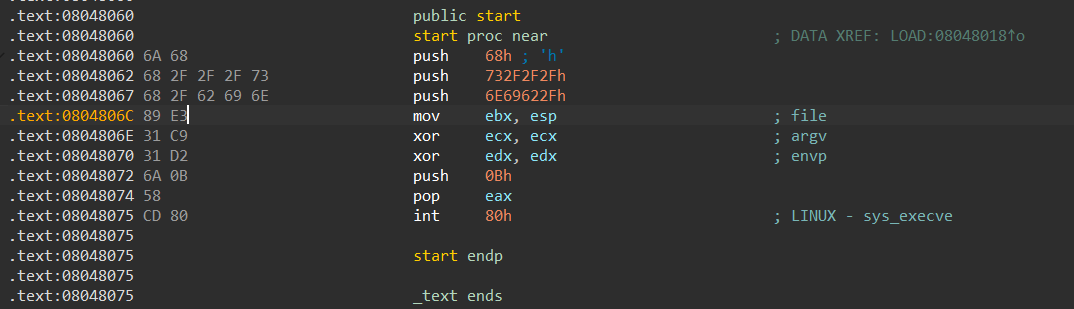 .text:08048060 public start
.text:08048060 start proc near ; DATA XREF: LOAD:08048018↑o
.text:08048060 6A 68 push 68h ; 'h'
.text:08048062 68 2F 2F 2F 73 push 732F2F2Fh
.text:08048067 68 2F 62 69 6E push 6E69622Fh
.text:0804806C 89 E3 mov ebx, esp ; file
.text:0804806E 31 C9 xor ecx, ecx ; argv
.text:08048070 31 D2 xor edx, edx ; envp
.text:08048072 6A 0B push 0Bh
.text:08048074 58 pop eax
.text:08048075 CD 80 int 80h ; LINUX - sys_execve
.text:08048075
.text:08048075 start endp
.text:08048075
.text:08048075 _text ends